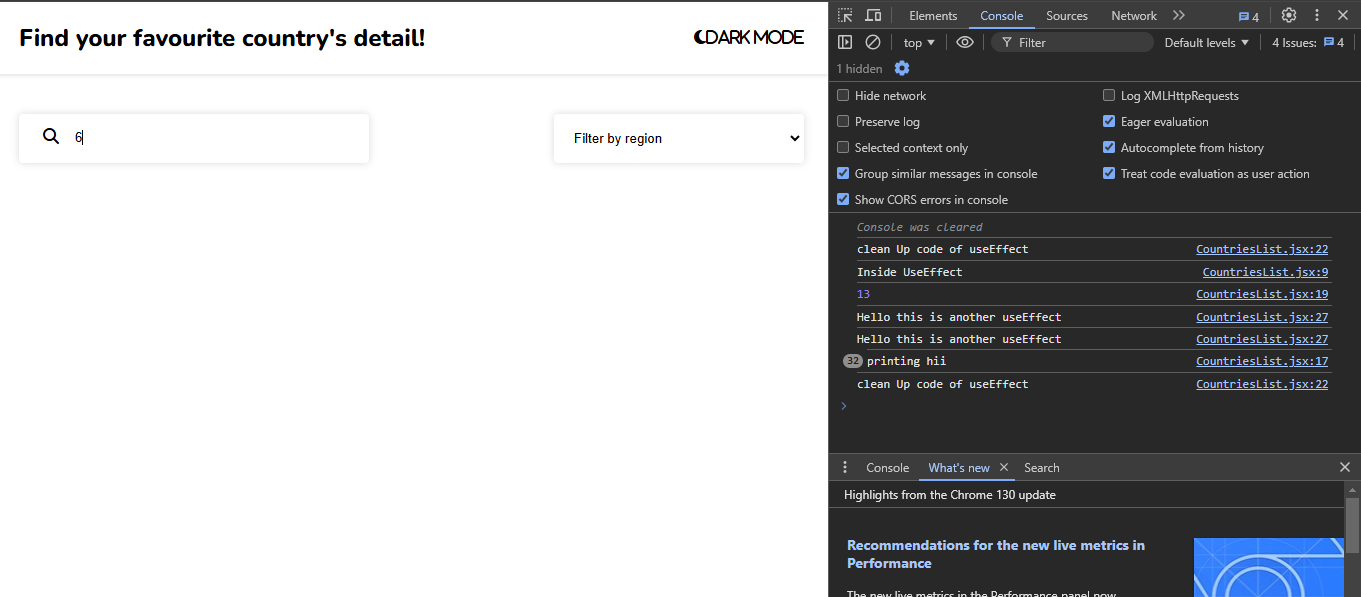 Find your favourite country's detail!
DARK MODE
6
Filter by region
Elements Console Sources Network 4
top Filter Default levels 4 Issues: 4
1 hidden
Hide network Log XMLHttpRequests
Preserve log Eager evaluation
Selected context only Autocomplete from history
Group similar messages in console Treat code evaluation as user action
Show CORS errors in console
Console was cleared
clean Up code of useEffect CountriesList.jsx:22
Inside UseEffect CountriesList.jsx:9
13 CountriesList.jsx:19
Hello this is another useEffect CountriesList.jsx:27
Hello this is another useEffect CountriesList.jsx:27
32 printing hii CountriesList.jsx:17
clean Up code of useEffect CountriesList.jsx:22
Console What's new Search
Highlights from the Chrome 130 update
Recommendations for the new live metrics in
Performance
The new live metrics in the Performance panel now